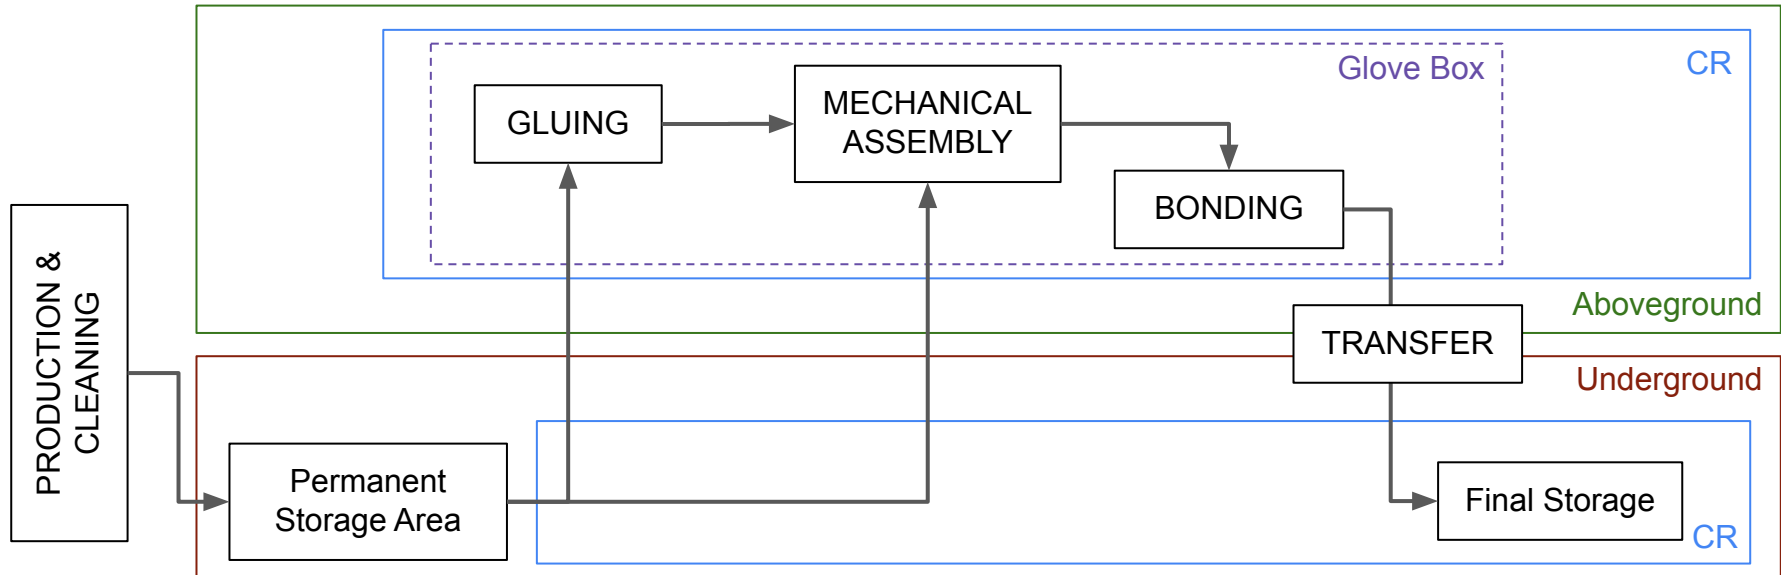 Glove Box
CR
GLUING
MECHANICAL
ASSEMBLY
BONDING
PRODUCTION &
CLEANING
Aboveground
TRANSFER
Underground
Permanent
Storage Area
Final Storage
CR